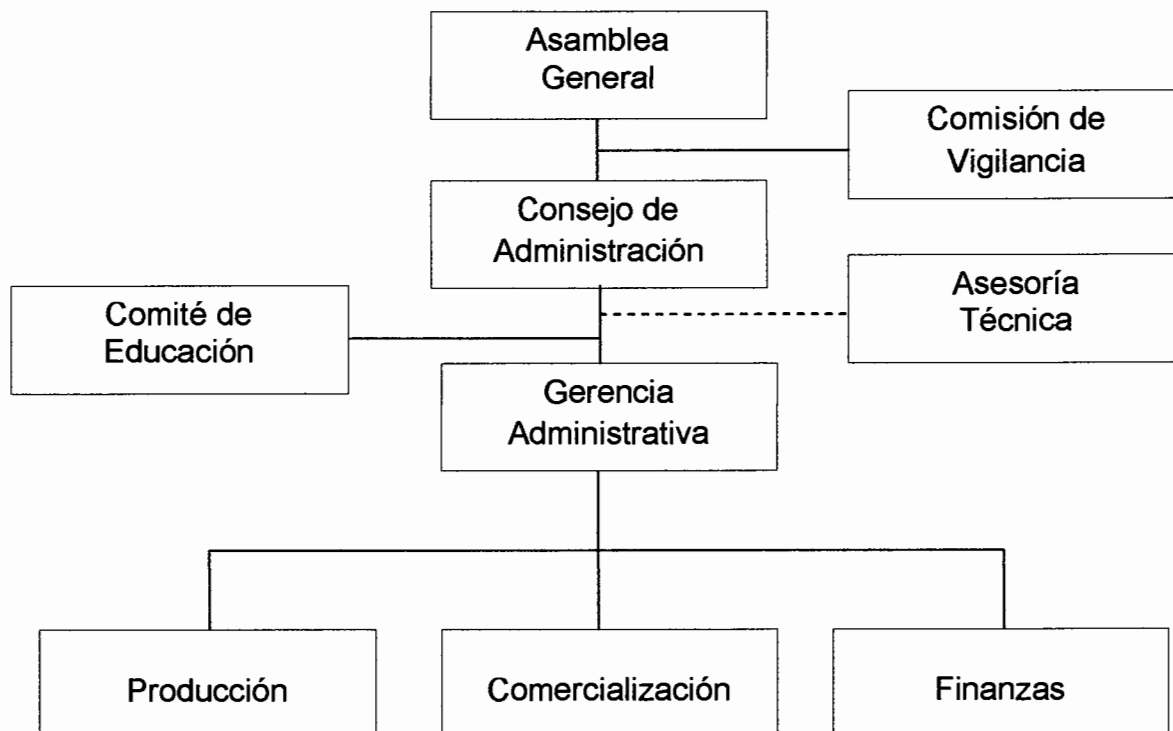 Asamblea
General
Comisión de
Vigilancia
Consejo de
Administración
Asesoría
Técnica
Comité de
Educación
Gerencia
Administrativa
Producción
Comercialización
Finanzas